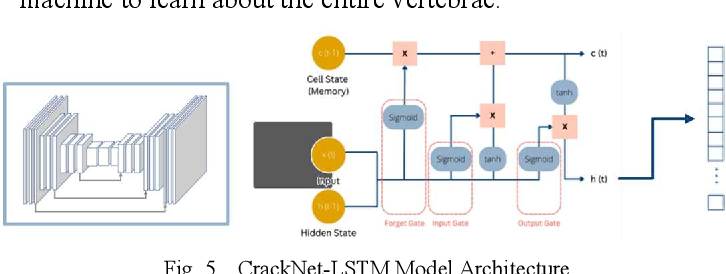 machine to learn about the entire vertebrae.
c (t-1)
x
+
c (t)
Cell State
(Memory)
tanh
Sigmoid
x
x
x (t)
Sigmoid
tanh
Sigmoid
Input
h (t)
h (t-1)
Forget Gate
Input Gate
Output Gate
Hidden State
Fig. 5. CrackNet-LSTM Model Architecture